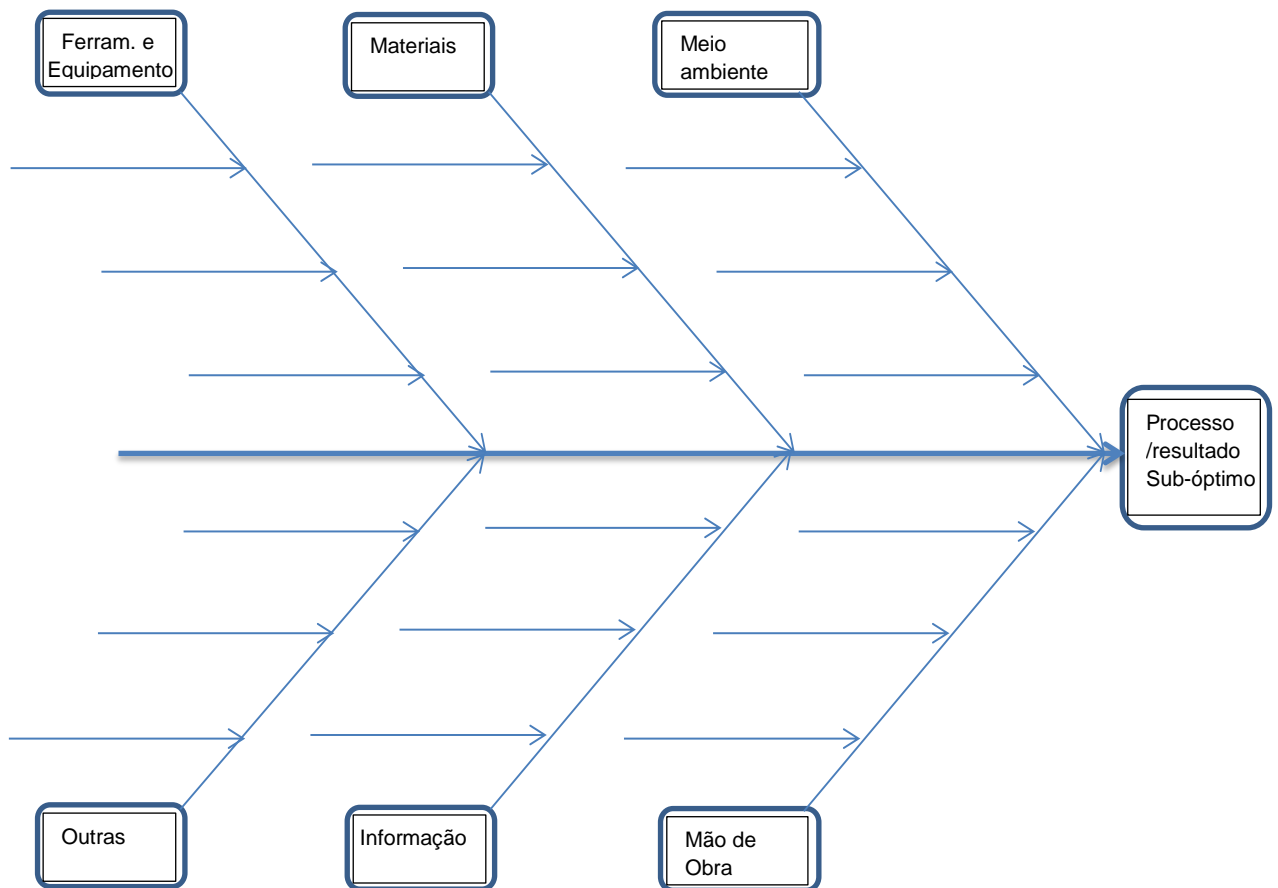 Ferram. e
Equipamento
Materiais
Meio
ambiente
Processo
/resultado
Sub-óptimo
Outras
Informação
Mão de
Obra